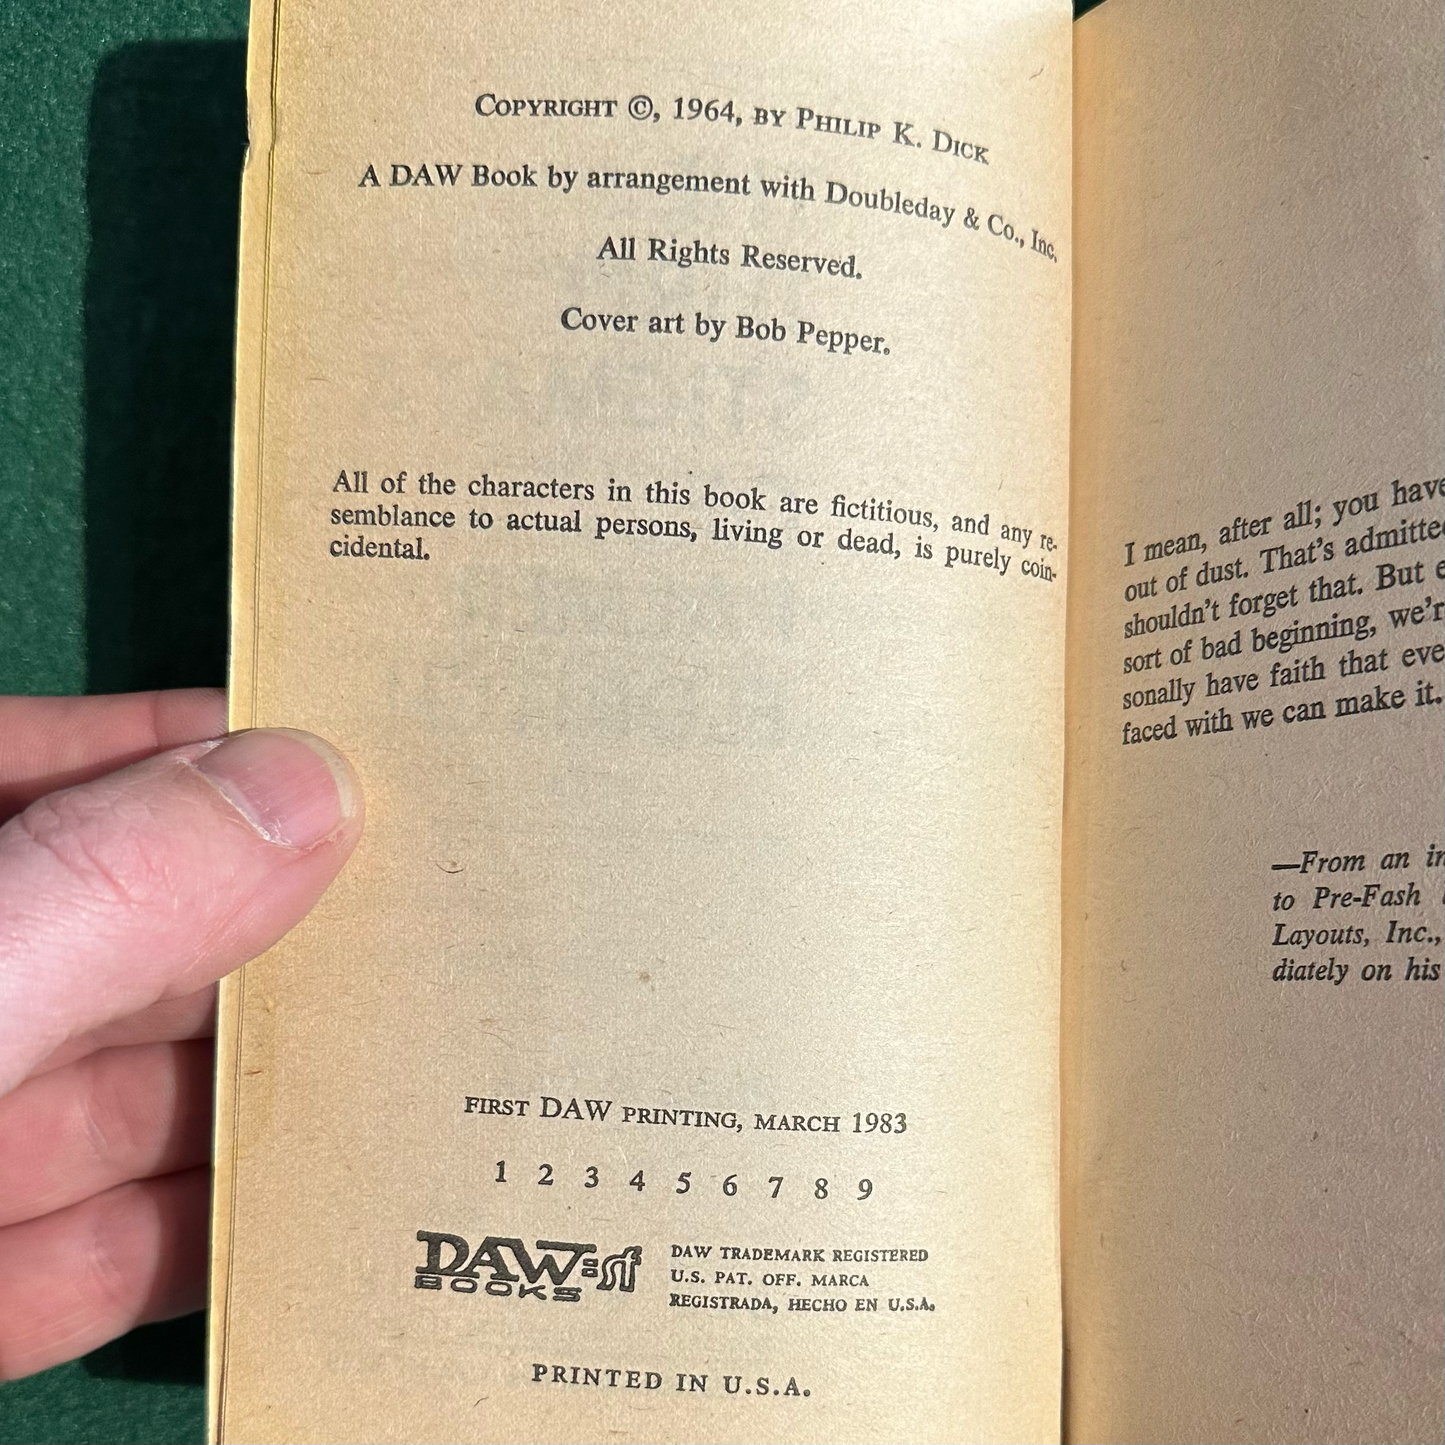 COPYRIGHT ©, 1964, BY PHILIP K. DICK
A DAW Book by arrangement with Doubleday & Co., Inc.
All Rights Reserved.
Cover art by Bob Pepper.
All of the characters in this book are fictitious, and any re-
semblance to actual persons, living or dead, is purely coin-
cidental.
FIRST DAW PRINTING, MARCH 1983
1 2 3 4 5 6 7 8 9
DAW
BOOKS
DAW TRADEMARK REGISTERED
U.S. PAT. OFF. MARCA
REGISTRADA, HECHO EN U.S.A.
PRINTED IN U.S.A.
I mean, after all; you have
out of dust. That's admitte
shouldn't forget that. But e
sort of bad beginning, we'r
sonally have faith that eve
faced with we can make it.
—From an in
to Pre-Fash
Layouts, Inc.,
diately on his